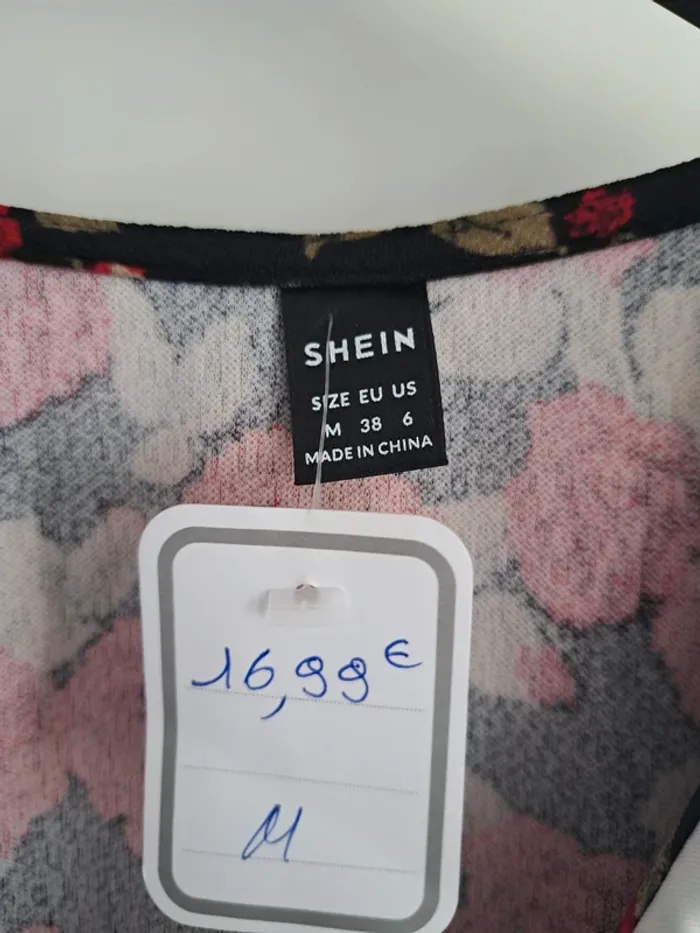 SHEIN
SIZE EU US
M 38 6
MADE IN CHINA
16,99€
M